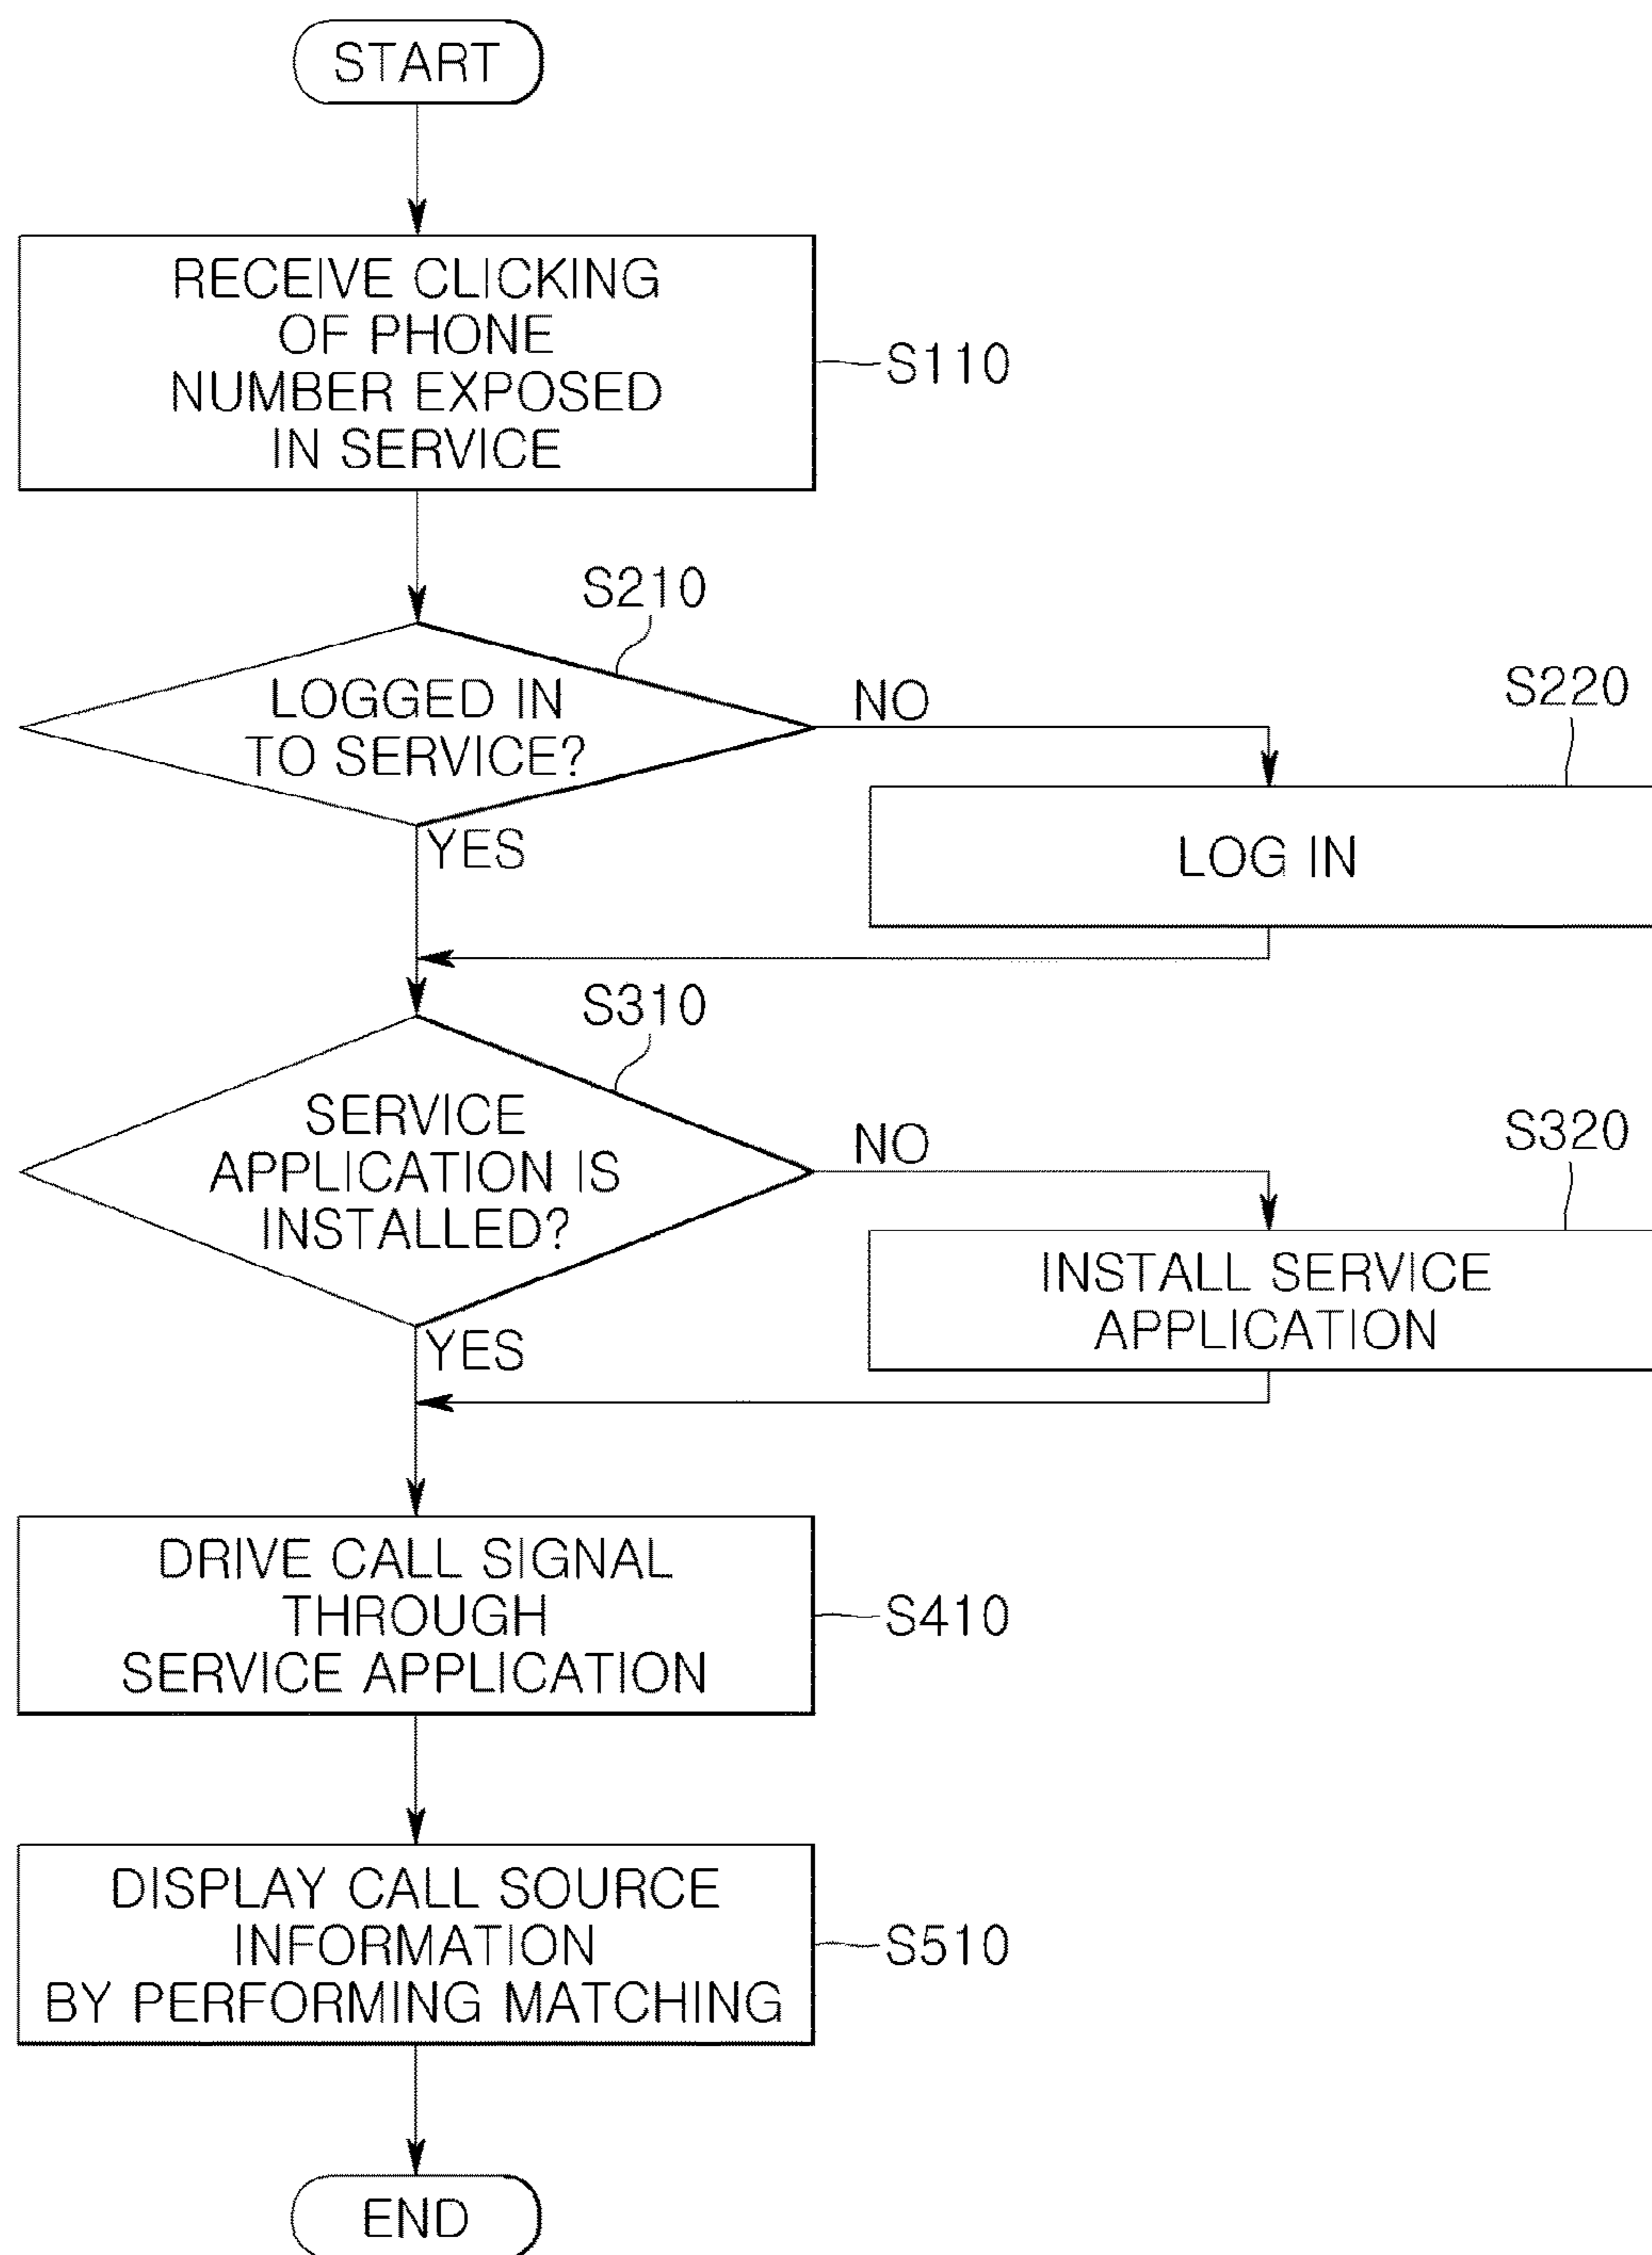 START
RECEIVE CLICKING
OF PHONE
NUMBER EXPOSED
IN SERVICE
S110
S210
LOGGED IN
TO SERVICE?
NO
S220
YES
LOG IN
S310
SERVICE
APPLICATION IS
INSTALLED?
NO
S320
YES
INSTALL SERVICE
APPLICATION
DRIVE CALL SIGNAL
THROUGH
SERVICE APPLICATION
S410
DISPLAY CALL SOURCE
INFORMATION
BY PERFORMING MATCHING
S510
END